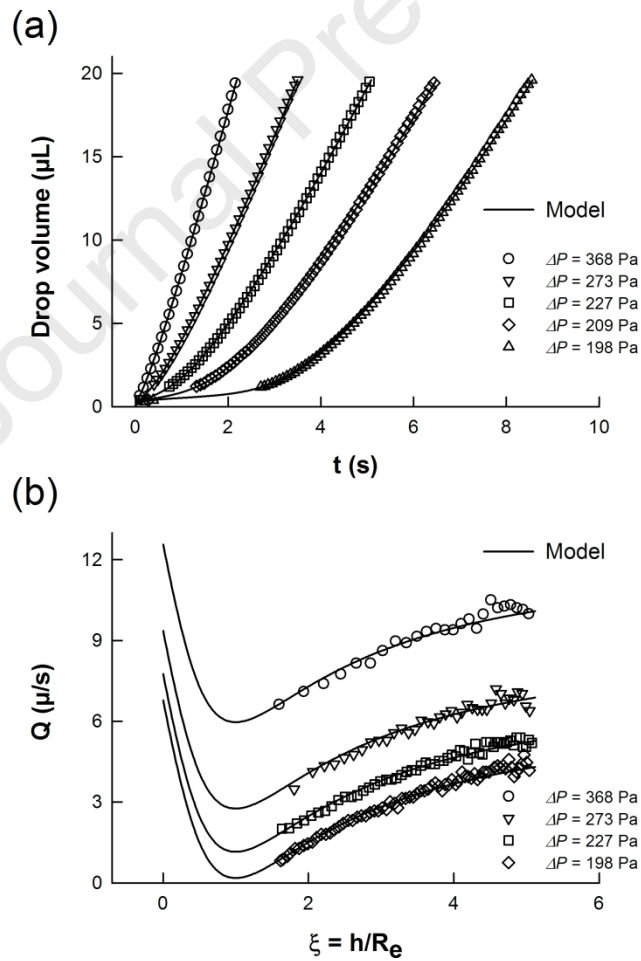 (a)
Journal Pre
20
15
10
5
0
Drop volume (µL)
Model
ΔP = 368 Pa
ΔP = 273 Pa
ΔP = 227 Pa
ΔP = 209 Pa
ΔP = 198 Pa
0 2 4 6 8 10
t (s)
(b)
12
9
6
3
0
Q (µ/s)
Model
ΔP = 368 Pa
ΔP = 273 Pa
ΔP = 227 Pa
ΔP = 198 Pa
0 2 4 6
ξ = h/Re